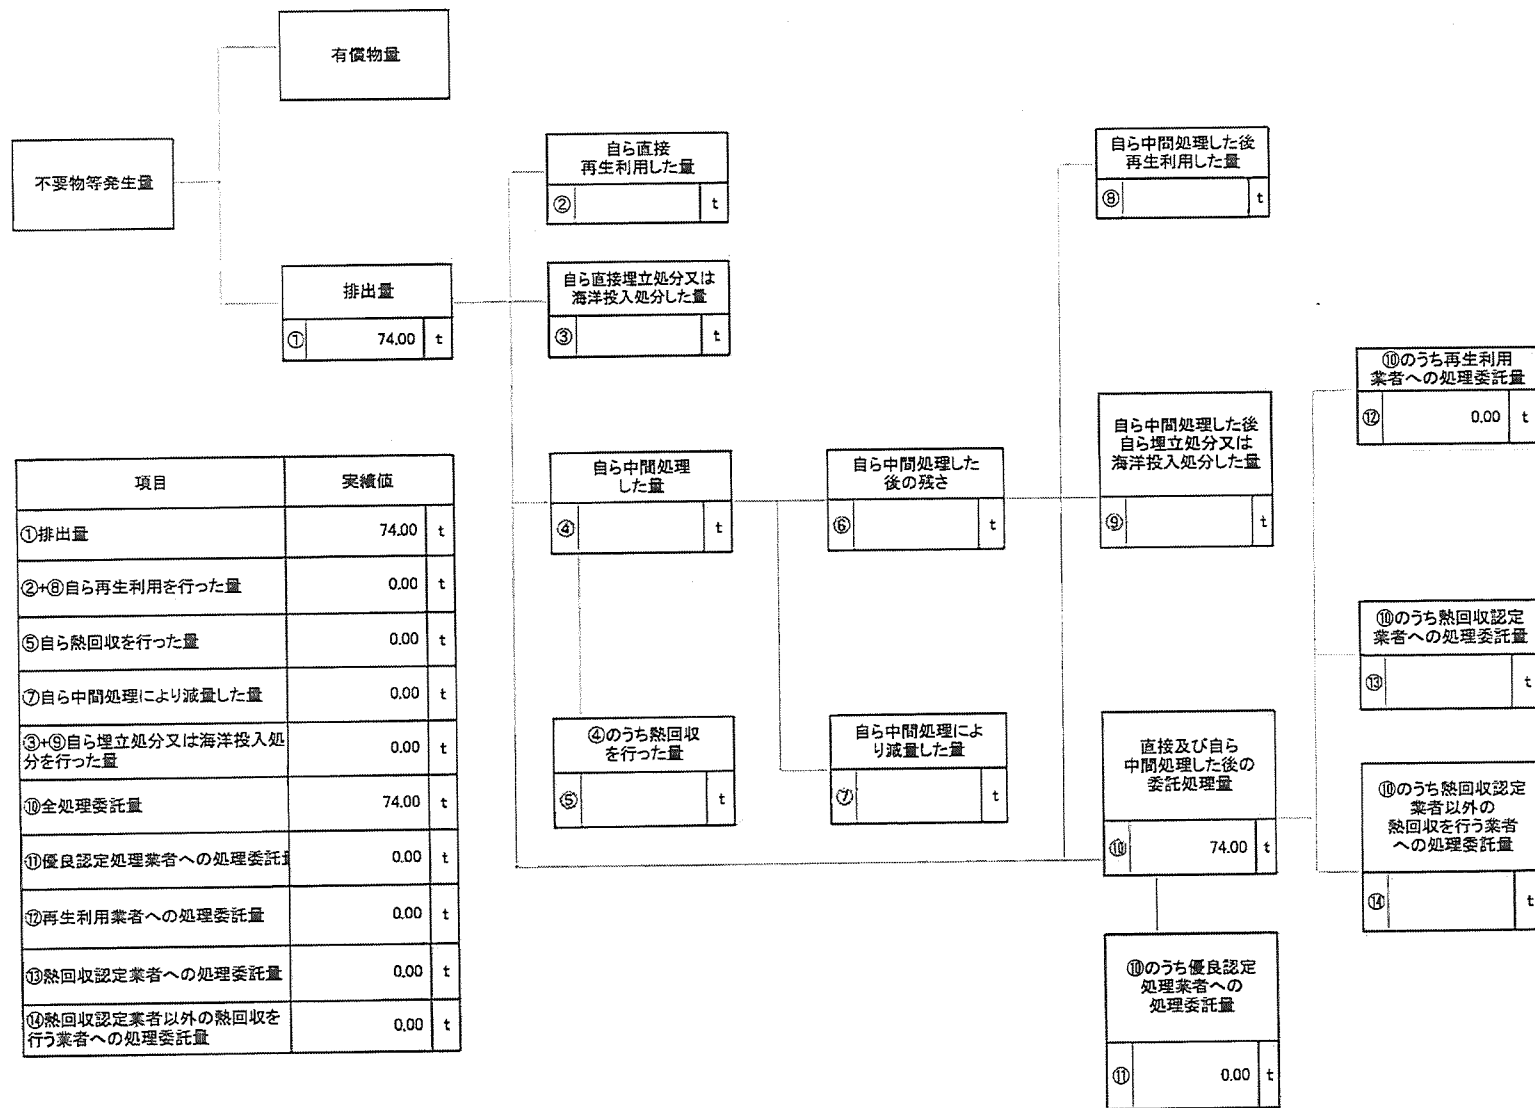 有償物量
不要物等発生量
排出量
① 74.00 t
自ら直接
再生利用した量
② t
自ら直接埋立処分又は
海洋投入処分した量
③ t
自ら中間処理
した量
④ t
④のうち熱回収
を行った量
⑤ t
自ら中間処理した
後の残さ
⑥ t
自ら中間処理によ
り減量した量
⑦ t
自ら中間処理した後
再生利用した量
⑧ t
自ら中間処理した後
自ら埋立処分又は
海洋投入処分した量
⑨ t
直接及び自ら
中間処理した後の
委託処理量
⑩ 74.00 t
⑩のうち優良認定
処理業者への
処理委託量
⑪ 0.00 t
⑩のうち再生利用
業者への処理委託量
⑫ 0.00 t
⑩のうち熱回収認定
業者への処理委託量
⑬ t
⑩のうち熱回収認定
業者以外の
熱回収を行う業者
への処理委託量
⑭ t
項目 実績値
①排出量 74.00 t
②+⑧自ら再生利用を行った量 0.00 t
⑤自ら熱回収を行った量 0.00 t
⑦自ら中間処理により減量した量 0.00 t
③+⑨自ら埋立処分又は海洋投入処
分を行った量 0.00 t
⑩全処理委託量 74.00 t
⑪優良認定処理業者への処理委託量 0.00 t
⑫再生利用業者への処理委託量 0.00 t
⑬熱回収認定業者への処理委託量 0.00 t
⑭熱回収認定業者以外の熱回収を
行う業者への処理委託量 0.00 t